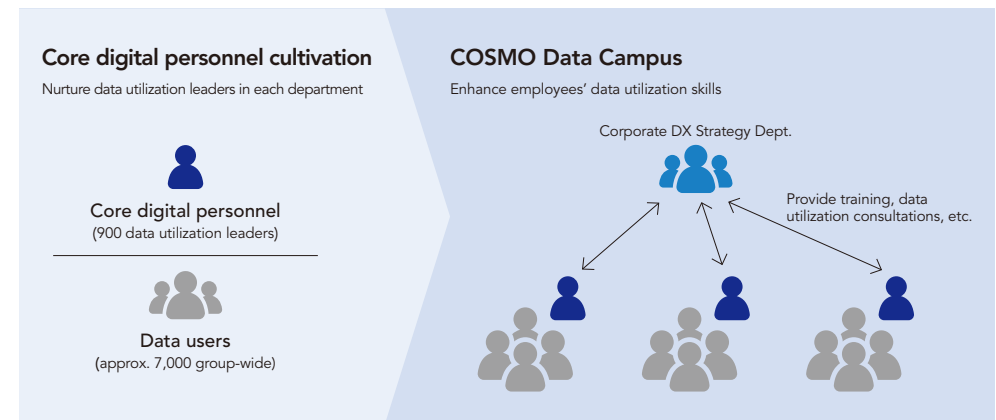 Core digital personnel cultivation
Nurture data utilization leaders in each department
Core digital personnel
(900 data utilization leaders)
Data users
(approx. 7,000 group-wide)
COSMO Data Campus
Enhance employees’ data utilization skills
Corporate DX Strategy Dept.
Provide training, data
utilization consultations, etc.